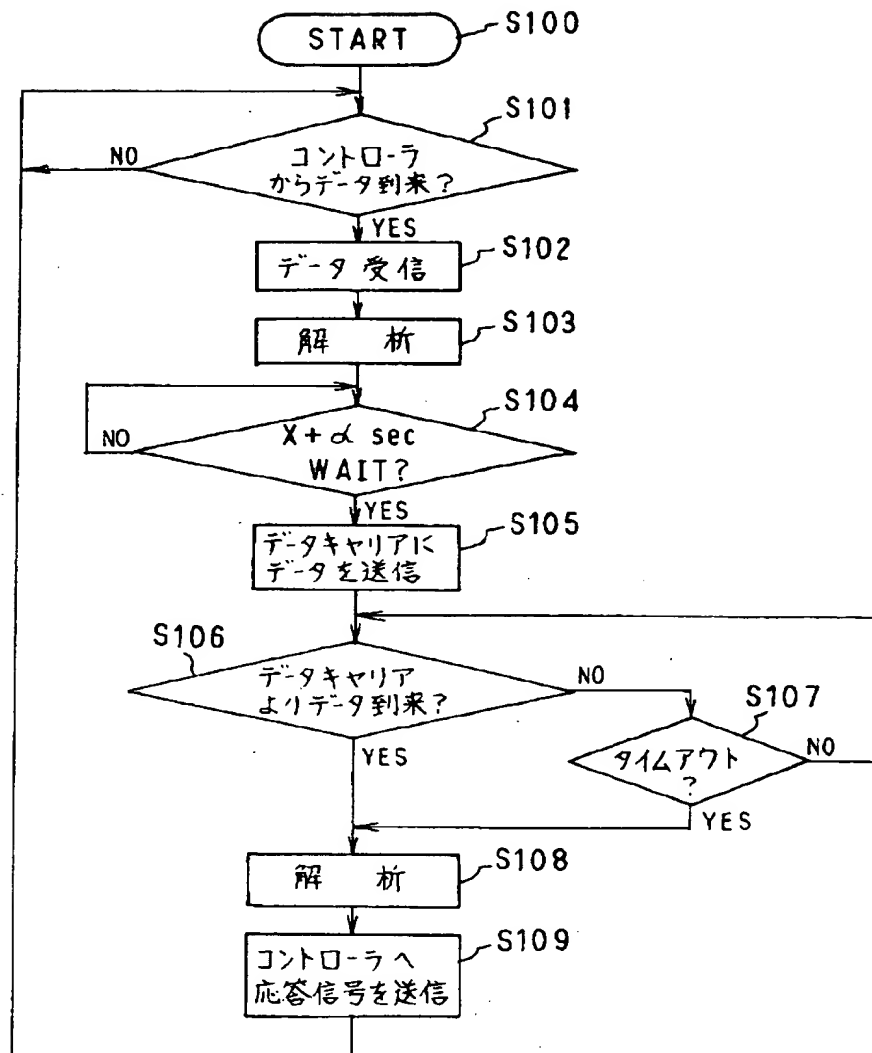 START
S100
S101
コントローラ
からデータ到来？
NO
YES
データ受信
S102
解 析
S103
S104
X+α sec
WAIT?
NO
YES
データキャリアに
データを送信
S105
S106
データキャリア
よりデータ到来？
NO
YES
S107
タイムアウト
？
NO
YES
解 析
S108
コントローラへ
応答信号を送信
S109